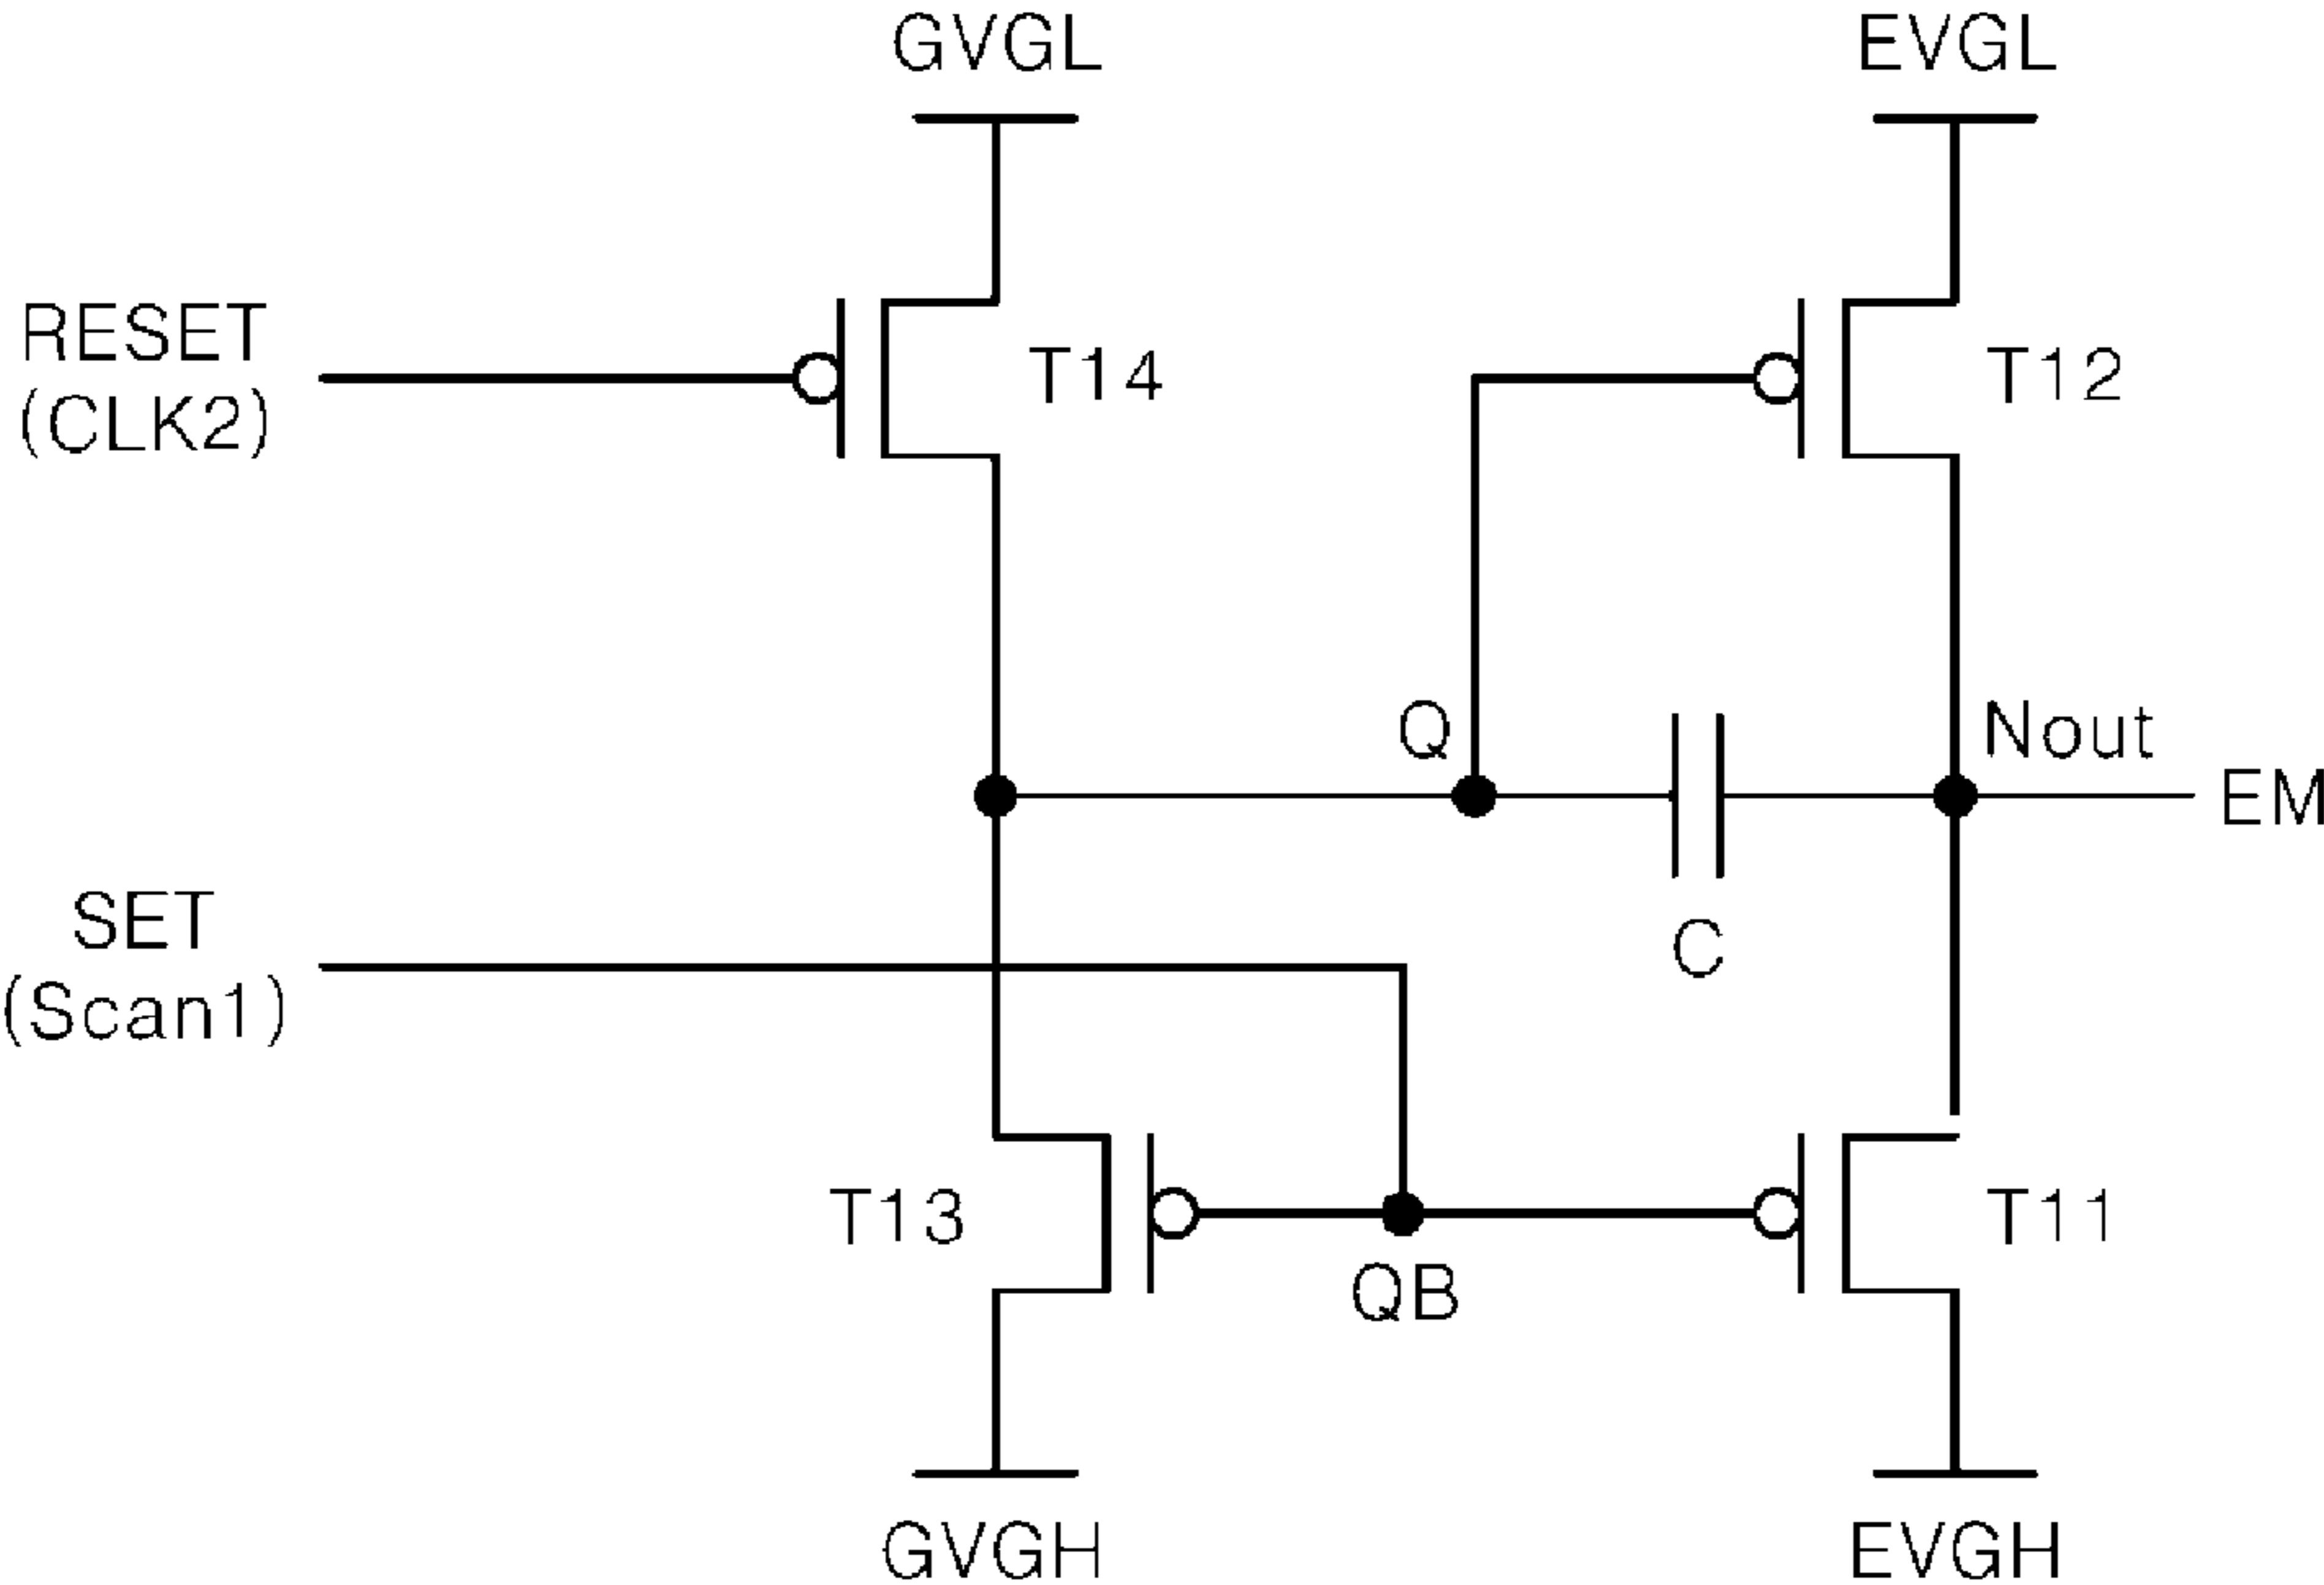 GVGL
EVGL
RESET
(CLK2)
T14
T12
Q
Nout
EM
SET
(Scan1)
C
T13
QB
T11
GVGH
EVGH